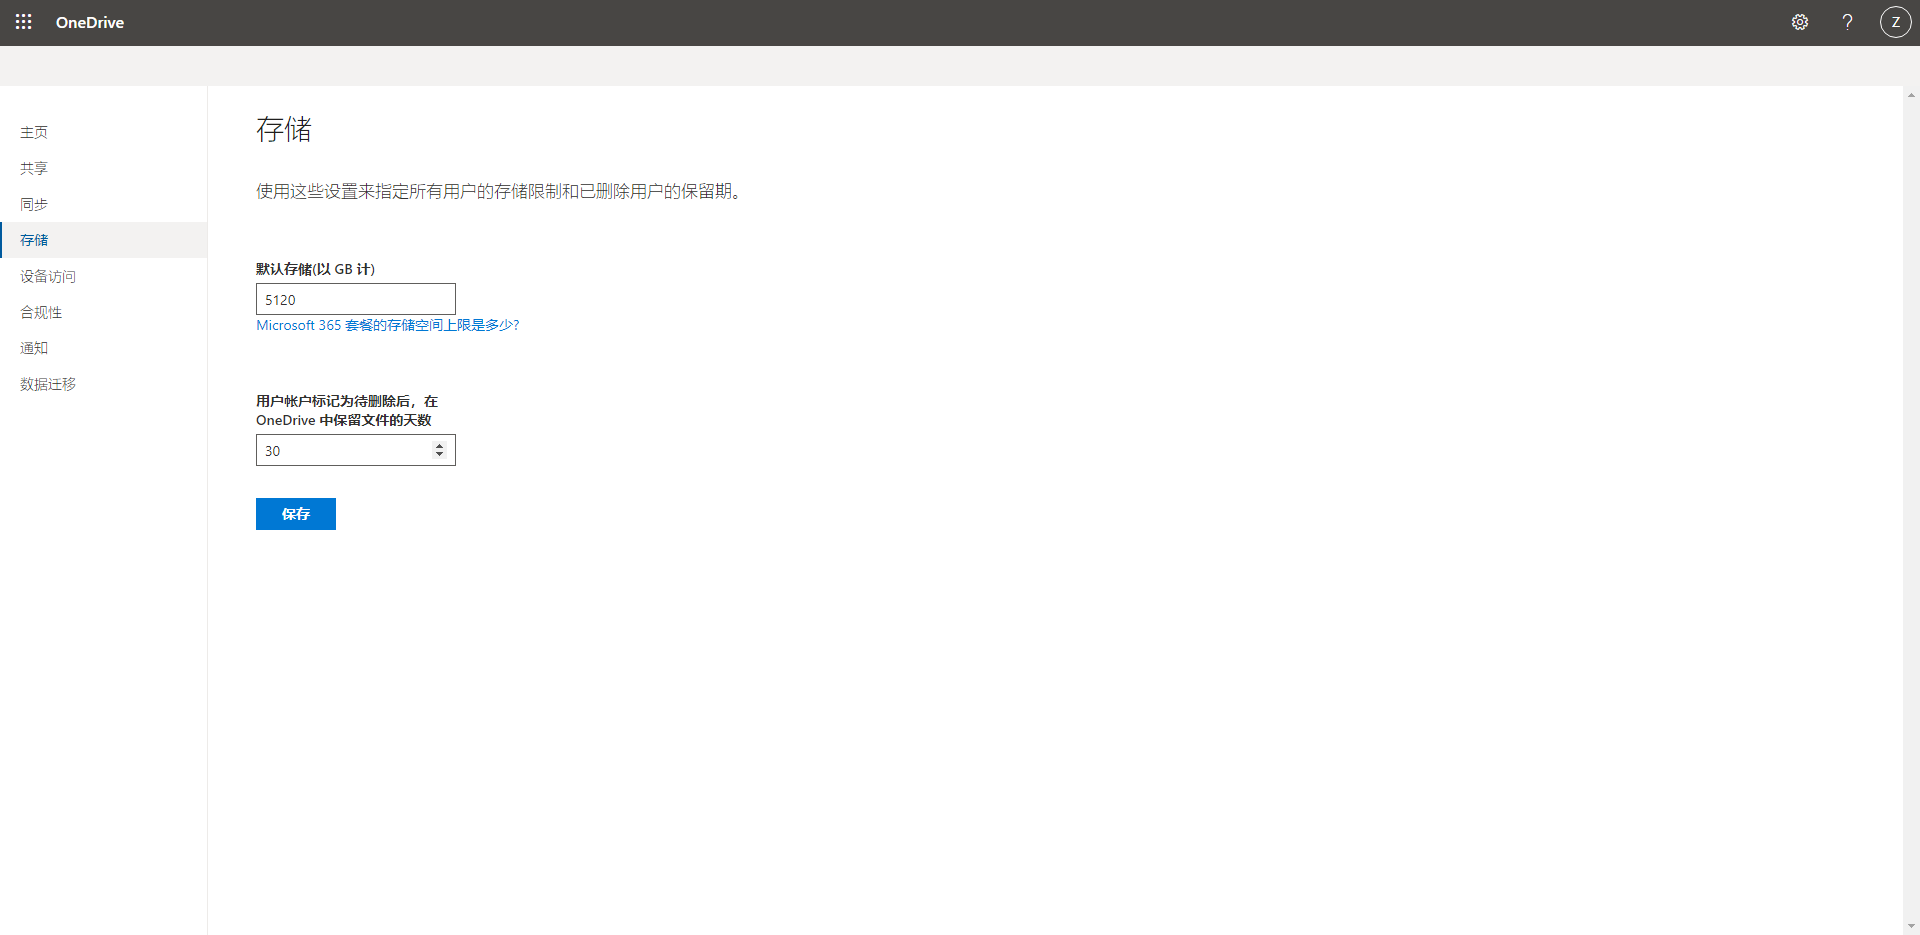 OneDrive
Z
主页
共享
同步
存储
设备访问
合规性
通知
数据迁移
存储
使用这些设置来指定所有用户的存储限制和已删除用户的保留期。
默认存储(以 GB 计)
5120
Microsoft 365 套餐的存储空间上限是多少?
用户帐户标记为待删除后，在
OneDrive 中保留文件的天数
30
保存